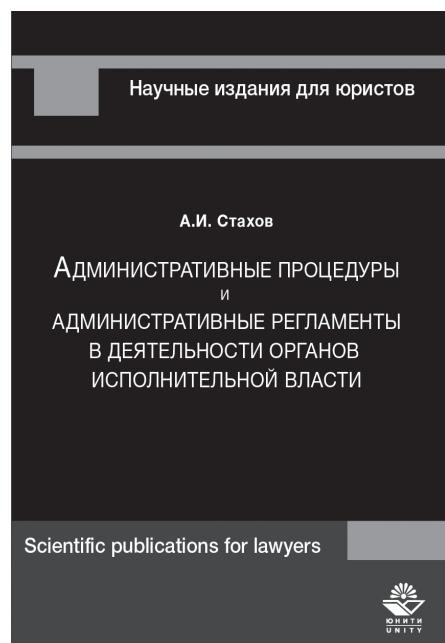 Научные издания для юристов
А.И. Стахов
АДМИНИСТРАТИВНЫЕ ПРОЦЕДУРЫ
И
АДМИНИСТРАТИВНЫЕ РЕГЛАМЕНТЫ
В ДЕЯТЕЛЬНОСТИ ОРГАНОВ
ИСПОЛНИТЕЛЬНОЙ ВЛАСТИ
Scientific publications for lawyers
ЮНИТИ
UNITY